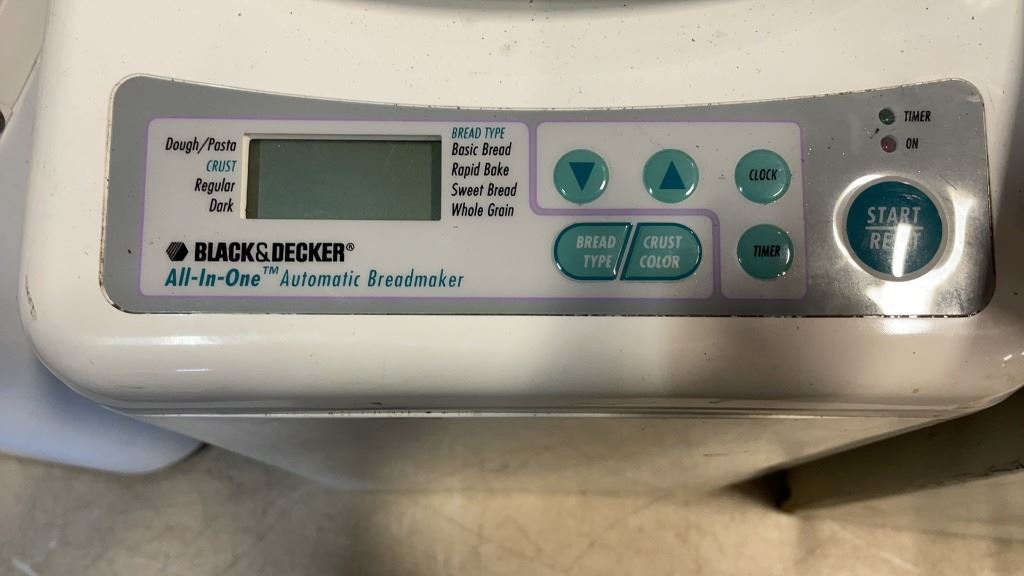 Dough/Pasta
CRUST
Regular
Dark
BREAD TYPE
Basic Bread
Rapid Bake
Sweet Bread
Whole Grain
BLACK&DECKER®
All-In-One™ Automatic Breadmaker
▼
▲
CLOCK
BREAD TYPE
CRUST COLOR
TIMER
TIMER
ON
START
RESET